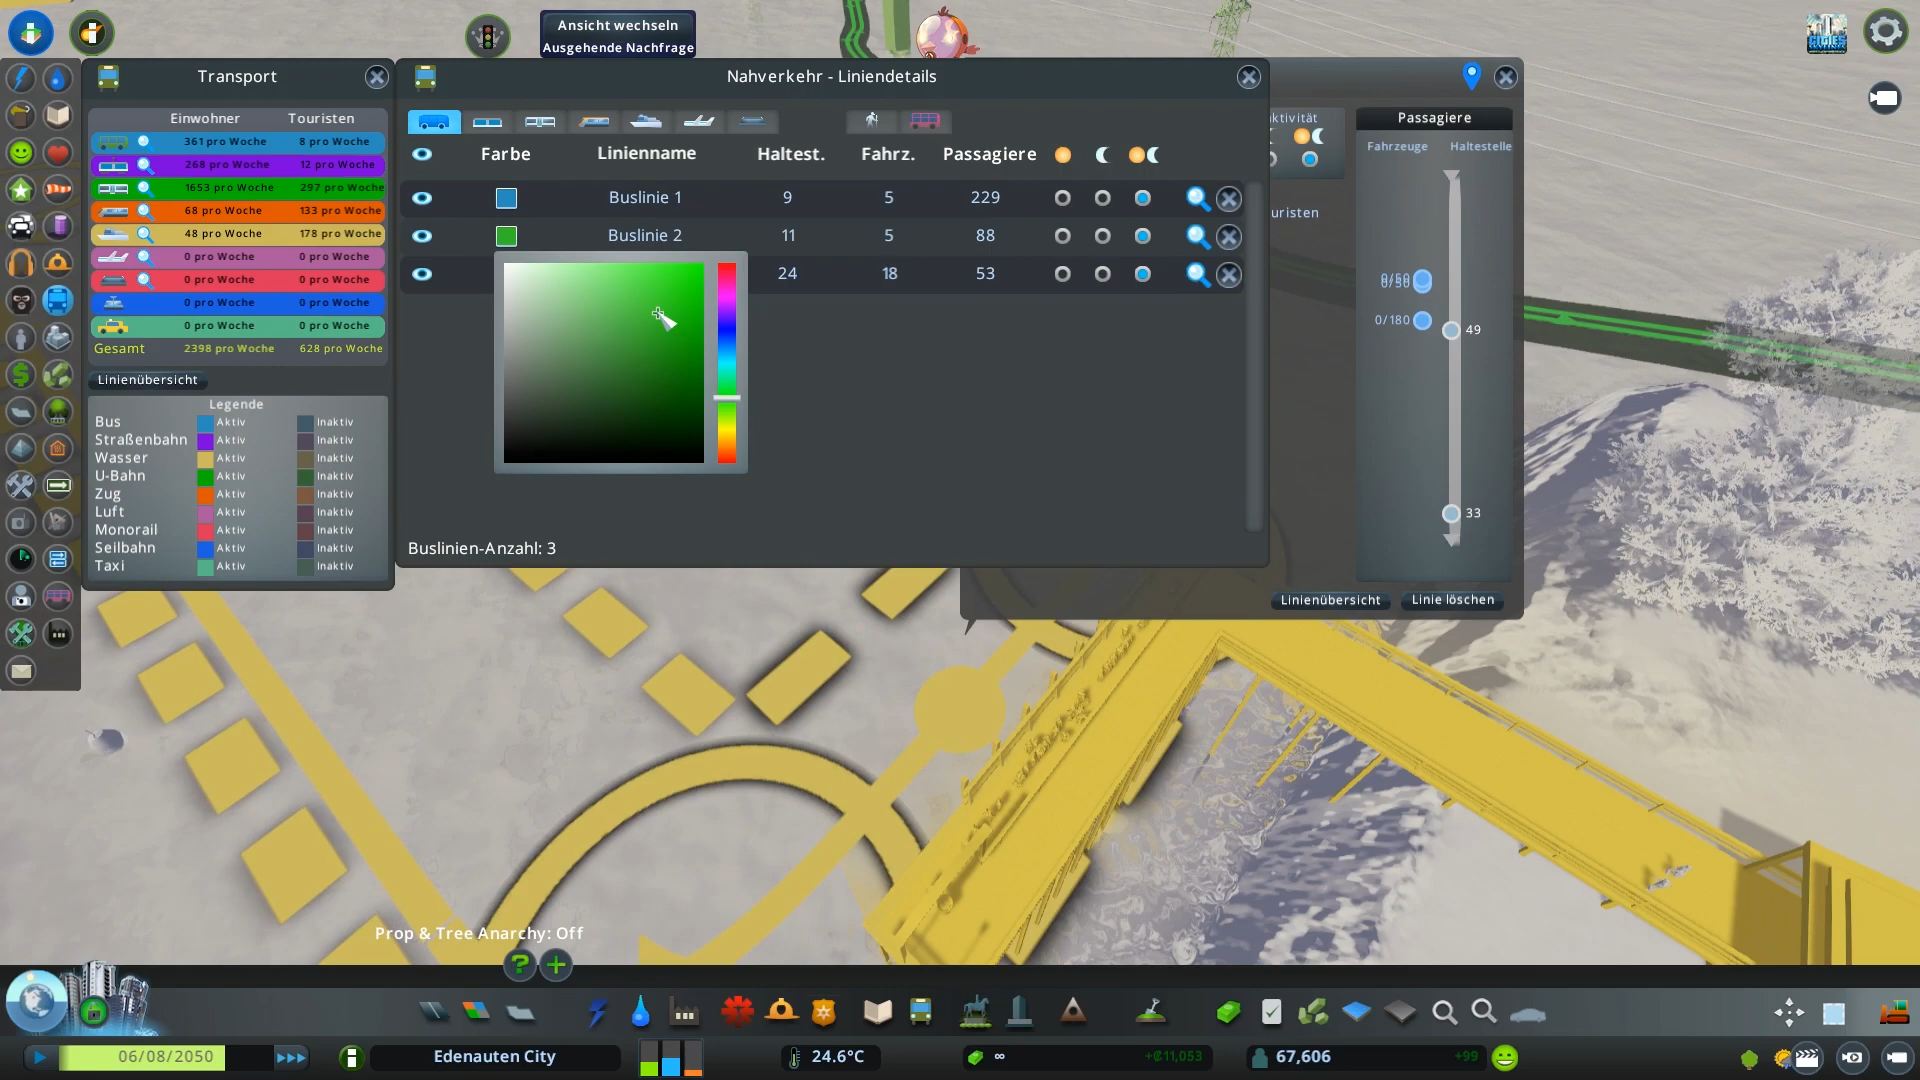 Ansicht wechseln
Ausgehende Nachfrage
Transport
Einwohner Touristen
361 pro Woche 8 pro Woche
268 pro Woche 12 pro Woche
1653 pro Woche 297 pro Woche
68 pro Woche 133 pro Woche
48 pro Woche 178 pro Woche
0 pro Woche 0 pro Woche
0 pro Woche 0 pro Woche
0 pro Woche 0 pro Woche
0 pro Woche 0 pro Woche
Gesamt 2398 pro Woche 628 pro Woche
Linienübersicht
Legende
Bus Aktiv Inaktiv
Straßenbahn Aktiv Inaktiv
Wasser Aktiv Inaktiv
U-Bahn Aktiv Inaktiv
Zug Aktiv Inaktiv
Luft Aktiv Inaktiv
Monorail Aktiv Inaktiv
Seilbahn Aktiv Inaktiv
Taxi Aktiv Inaktiv
Nahverkehr - Liniendetails
Farbe Linienname Haltest. Fahrz. Passagiere
Buslinie 1 9 5 229
Buslinie 2 11 5 88
24 18 53
Buslinien-Anzahl: 3
ktivität
uristen
Passagiere
Fahrzeuge Haltestelle
0/180
49
33
Linienübersicht Linie löschen
Prop & Tree Anarchy: Off
06/08/2050
Edenauten City
24.6°C
∞ +₡11,053
67,606 +99